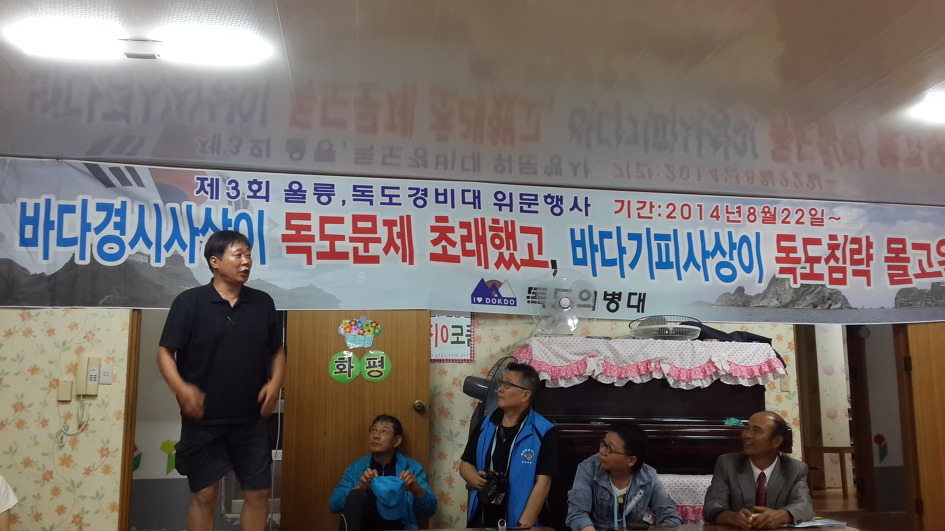 제3회 울릉,독도경비대 위문행사 기간:2014년8월22일~
바다경시사상이 독도문제 초래했고, 바다기피사상이 독도침략 몰고
I ♥ DOKDO 독도의병대
화평